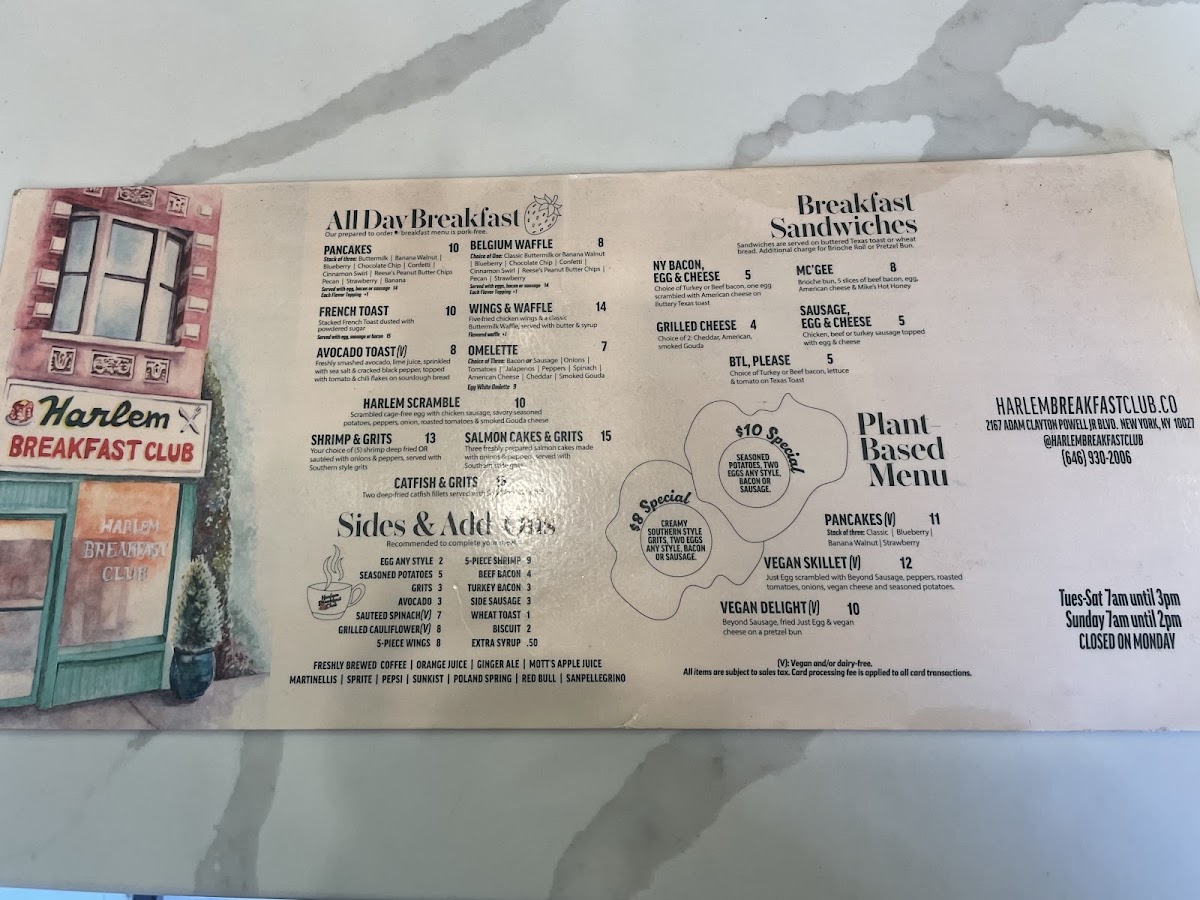 Harlem
BREAKFAST CLUB
HARLEM
BREAKFAST
CLUB
All Day Breakfast
Our prepared to order breakfast menu is pork-free.
PANCAKES 10
Stack of three: Buttermilk | Banana Walnut |
Blueberry | Chocolate Chip | Confetti |
Cinnamon Swirl | Reese's Peanut Butter Chips
Pecan | Strawberry | Banana
Served with eggs, bacon or sausage 14
Each Flavor Topping +1
FRENCH TOAST 10
Stacked French Toast dusted with
powdered sugar
Served with egg, sausage or bacon 15
AVOCADO TOAST(V) 8
Freshly smashed avocado, lime juice, sprinkled
with sea salt & cracked black pepper, topped
with tomato & chili flakes on sourdough bread
BELGIUM WAFFLE 8
Choice of One: Classic Buttermilk or Banana Walnut
| Blueberry | Chocolate Chip | Confetti |
Cinnamon Swirl | Reese's Peanut Butter Chips |
Pecan | Strawberry
Served with eggs, bacon or sausage 14
Each Flavor Topping +1
WINGS & WAFFLE 14
Five fried chicken wings & a classic
Buttermilk Waffle, served with butter & syrup
Flavored waffle +1
OMELETTE 7
Choice of Three: Bacon or Sausage | Onions |
Tomatoes | Jalapenos | Peppers | Spinach |
American Cheese | Cheddar | Smoked Gouda
Egg White Omelette 9
HARLEM SCRAMBLE 10
Scrambled cage-free egg with chicken sausage, savory seasoned
potatoes, peppers, onion, roasted tomatoes & smoked Gouda cheese
SHRIMP & GRITS 13
Your choice of (5) shrimp deep fried OR
sautéed with onions & peppers, served with
Southern style grits
SALMON CAKES & GRITS 15
Three freshly prepared salmon cakes made
with onions & peppers, served with
Southern style grits
CATFISH & GRITS 15
Two deep-fried catfish fillets served with
Sides & Add-Ons
Recommended to complete your meal
EGG ANY STYLE 2
SEASONED POTATOES 5
GRITS 3
AVOCADO 3
SAUTEED SPINACH(V) 7
GRILLED CAULIFLOWER(V) 8
5-PIECE WINGS 8
5-PIECE SHRIMP 9
BEEF BACON 4
TURKEY BACON 3
SIDE SAUSAGE 3
WHEAT TOAST 1
BISCUIT 2
EXTRA SYRUP .50
Harlem
Breakfast
Club
FRESHLY BREWED COFFEE | ORANGE JUICE | GINGER ALE | MOTT'S APPLE JUICE
MARTINELLIS | SPRITE | PEPSI | SUNKIST | POLAND SPRING | RED BULL | SANPELLEGRINO
Breakfast
Sandwiches
Sandwiches are served on buttered Texas toast or wheat
bread. Additional charge for Brioche Roll or Pretzel Bun.
NY BACON,
EGG & CHEESE 5
Choice of Turkey or Beef bacon, one egg
scrambled with American cheese on
Buttery Texas toast
MC'GEE 8
Brioche bun, 5 slices of beef bacon, egg,
American cheese & Mike's Hot Honey
GRILLED CHEESE 4
Choice of 2: Cheddar, American,
smoked Gouda
SAUSAGE,
EGG & CHEESE 5
Chicken, beef or turkey sausage topped
with egg & cheese
BTL, PLEASE 5
Choice of Turkey or Beef bacon, lettuce
& tomato on Texas Toast
$10 Special
SEASONED
POTATOES, TWO
EGGS ANY STYLE,
BACON OR
SAUSAGE.
$8 Special
CREAMY
SOUTHERN STYLE
GRITS, TWO EGGS
ANY STYLE, BACON
OR SAUSAGE.
Plant-
Based
Menu
PANCAKES(V) 11
Stack of three: Classic | Blueberry |
Banana Walnut | Strawberry
VEGAN SKILLET(V) 12
Just Egg scrambled with Beyond Sausage, peppers, roasted
tomatoes, onions, vegan cheese and seasoned potatoes.
VEGAN DELIGHT(V) 10
Beyond Sausage, fried Just Egg & vegan
cheese on a pretzel bun
(V): Vegan and/or dairy-free.
All items are subject to sales tax. Card processing fee is applied to all card transactions.
HARLEMBREAKFASTCLUB.CO
2167 ADAM CLAYTON POWELL JR BLVD. NEW YORK, NY 10027
@HARLEMBREAKFASTCLUB
(646) 930-2006
Tues-Sat 7am until 3pm
Sunday 7am until 2pm
CLOSED ON MONDAY